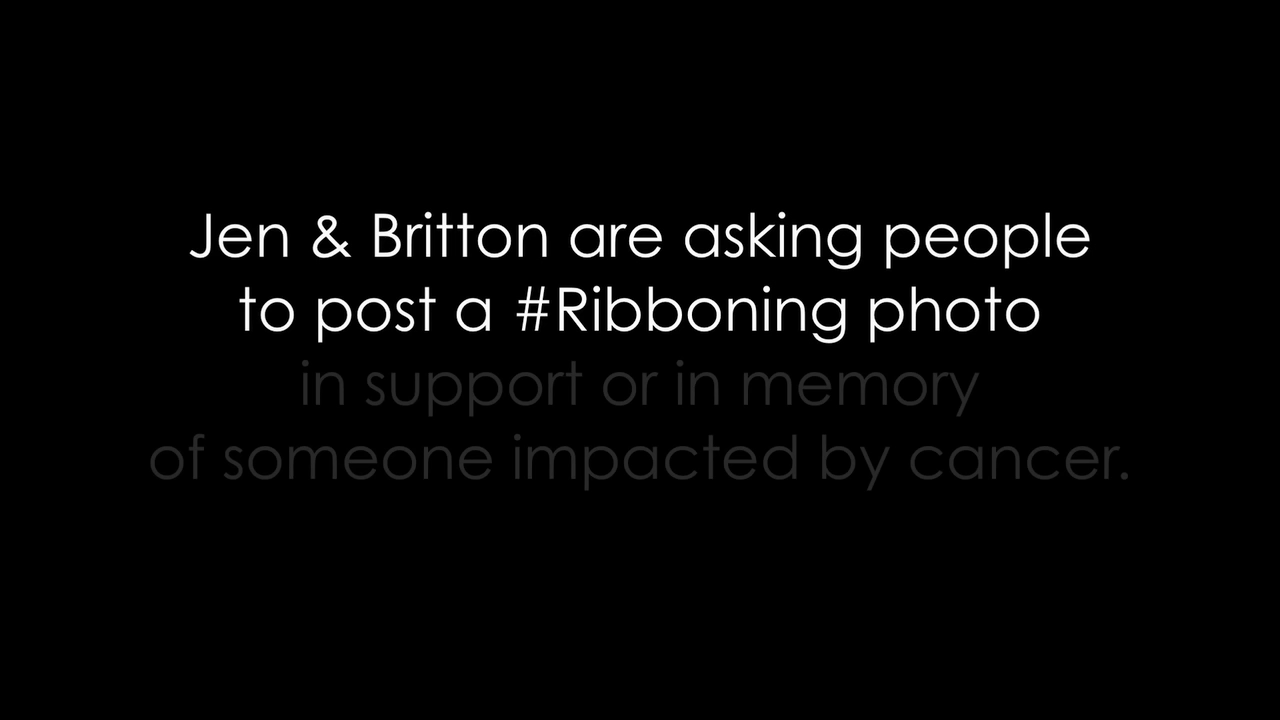 Jen & Britton are asking people
to post a #Ribboning photo
in support or in memory
of someone impacted by cancer.